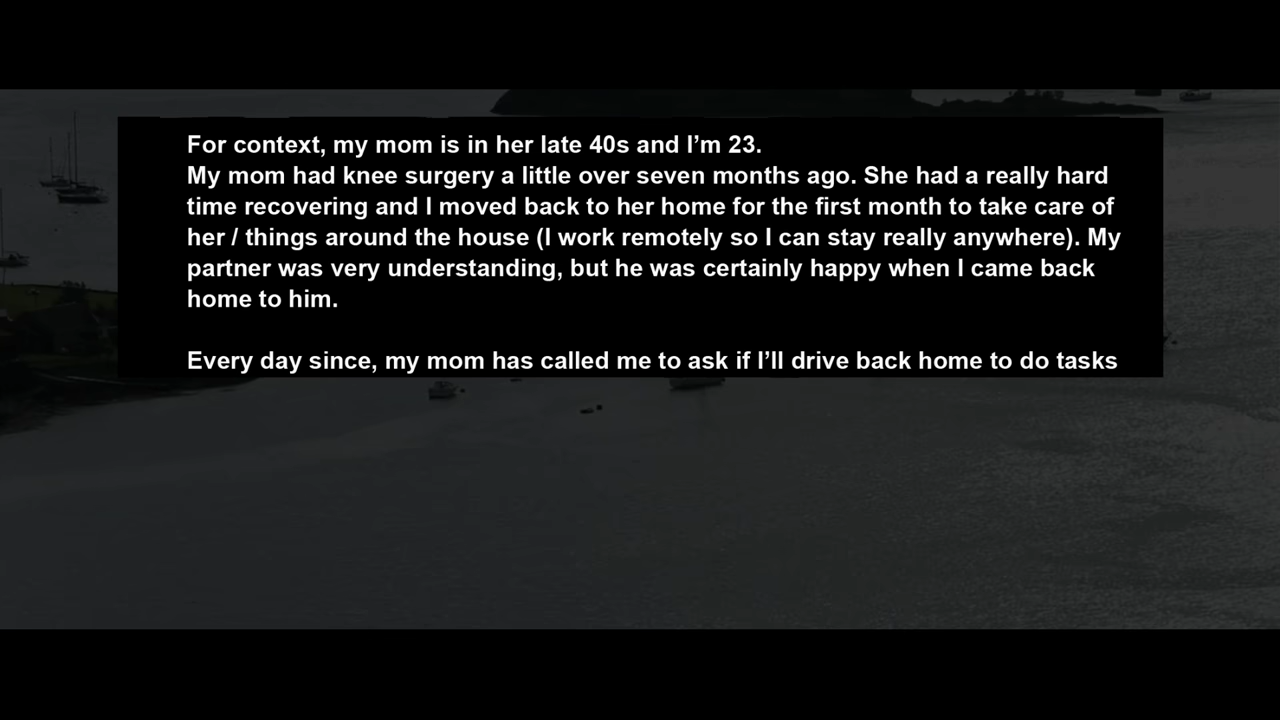 For context, my mom is in her late 40s and I’m 23.
My mom had knee surgery a little over seven months ago. She had a really hard
time recovering and I moved back to her home for the first month to take care of
her / things around the house (I work remotely so I can stay really anywhere). My
partner was very understanding, but he was certainly happy when I came back
home to him.
Every day since, my mom has called me to ask if I’ll drive back home to do tasks